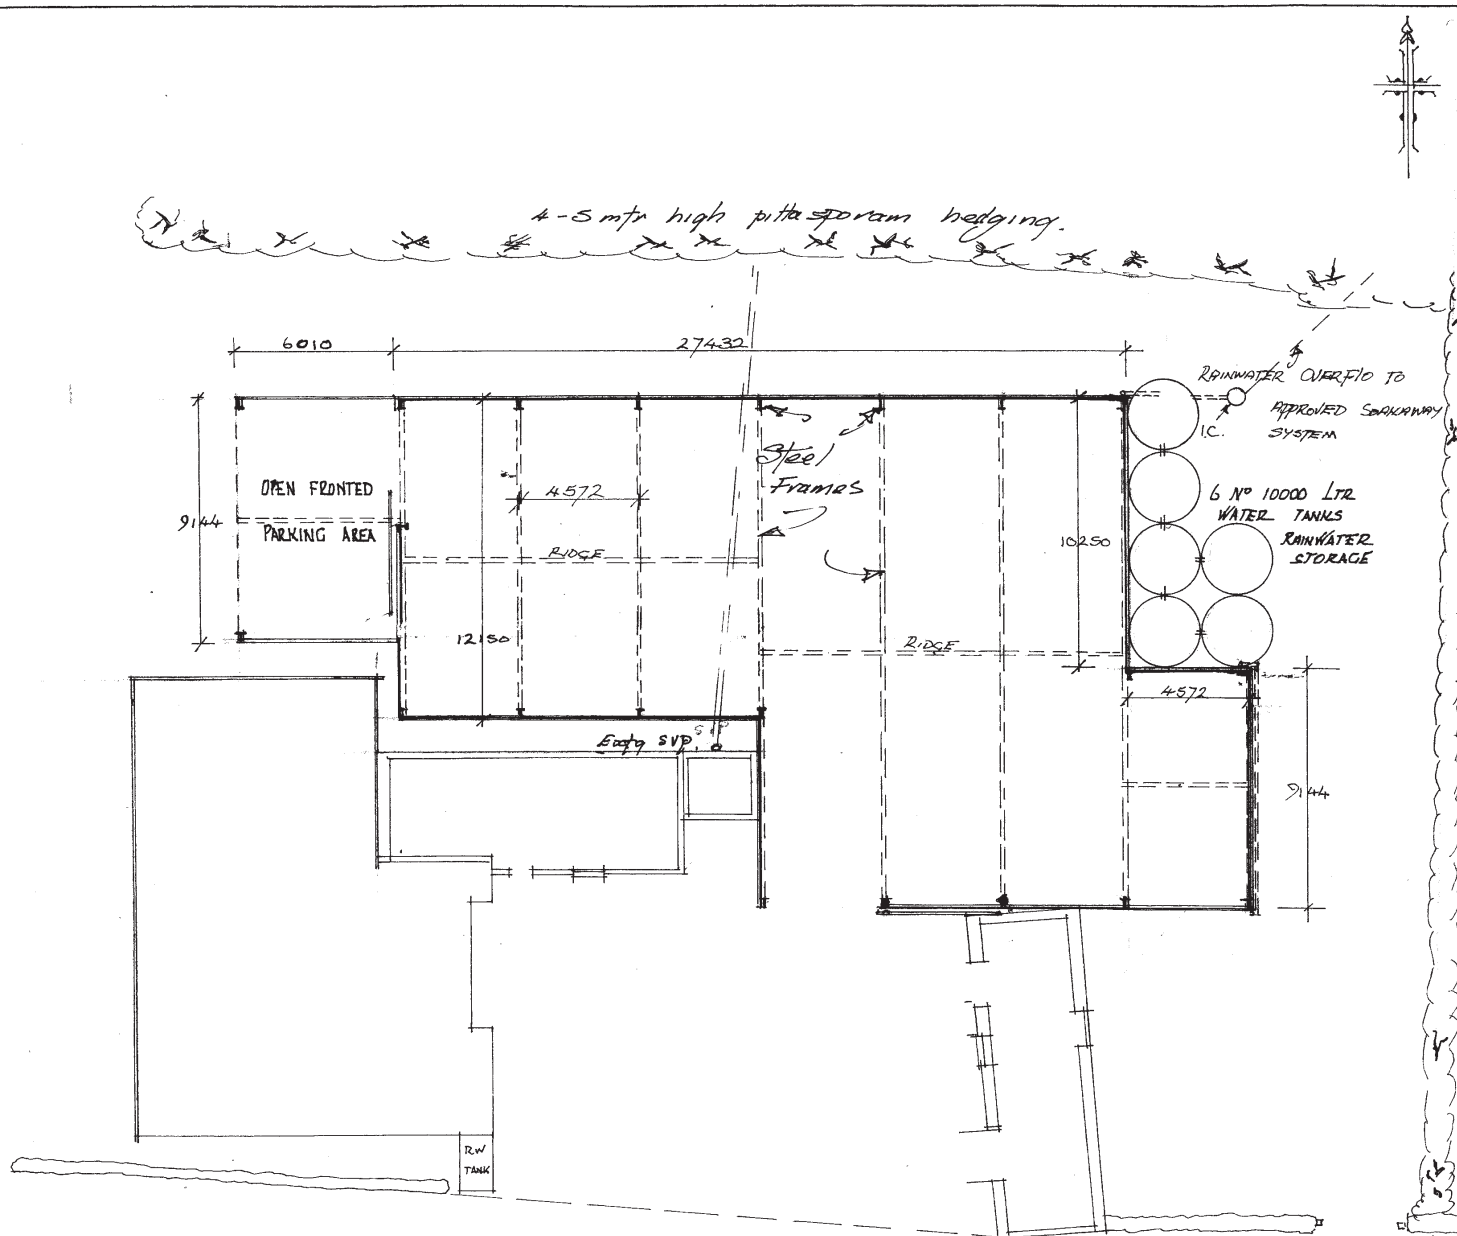 4-5 mtr high pittasporam hedging.
6010
27432
RAINWATER OVERFLO TO
APPROVED SOAKAWAY
I.C.
SYSTEM
Steel
Frames
OPEN FRONTED
4572
6 Nº 10000 LTR
WATER TANKS
9144
PARKING AREA
RAINWATER
STORAGE
RIDGE
10250
12150
RIDGE
4572
SVP.
9144
RW
TANK